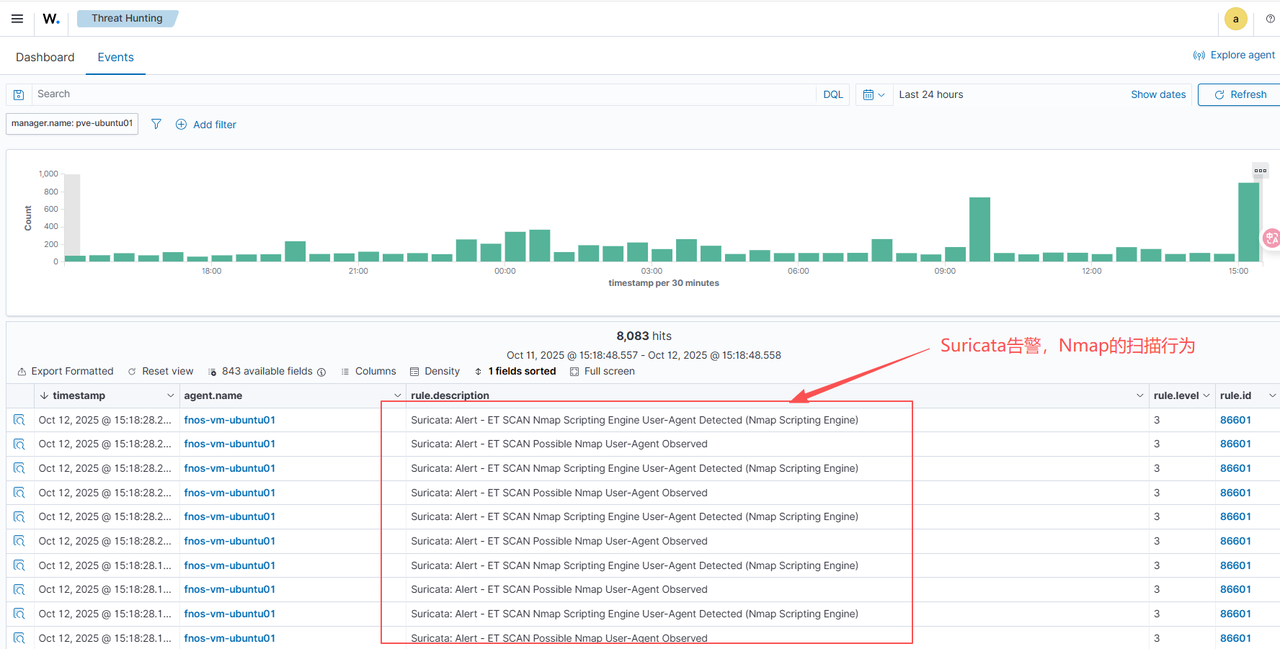 W. Threat Hunting a
Dashboard Events Explore agent
Search DQL Last 24 hours Show dates Refresh
manager.name: pve-ubuntu01 Add filter
1,000
800
600
400
200
0
Count
18:00 21:00 00:00 03:00 06:00 09:00 12:00 15:00
timestamp per 30 minutes
8,083 hits
Oct 11, 2025 @ 15:18:48.557 - Oct 12, 2025 @ 15:18:48.558
Suricata告警，Nmap的扫描行为
Export Formatted Reset view 843 available fields Columns Density 1 fields sorted Full screen
timestamp agent.name rule.description rule.level rule.id
Oct 12, 2025 @ 15:18:28.2... fnos-vm-ubuntu01 Suricata: Alert - ET SCAN Nmap Scripting Engine User-Agent Detected (Nmap Scripting Engine) 3 86601
Oct 12, 2025 @ 15:18:28.2... fnos-vm-ubuntu01 Suricata: Alert - ET SCAN Possible Nmap User-Agent Observed 3 86601
Oct 12, 2025 @ 15:18:28.2... fnos-vm-ubuntu01 Suricata: Alert - ET SCAN Nmap Scripting Engine User-Agent Detected (Nmap Scripting Engine) 3 86601
Oct 12, 2025 @ 15:18:28.2... fnos-vm-ubuntu01 Suricata: Alert - ET SCAN Possible Nmap User-Agent Observed 3 86601
Oct 12, 2025 @ 15:18:28.2... fnos-vm-ubuntu01 Suricata: Alert - ET SCAN Nmap Scripting Engine User-Agent Detected (Nmap Scripting Engine) 3 86601
Oct 12, 2025 @ 15:18:28.2... fnos-vm-ubuntu01 Suricata: Alert - ET SCAN Possible Nmap User-Agent Observed 3 86601
Oct 12, 2025 @ 15:18:28.2... fnos-vm-ubuntu01 Suricata: Alert - ET SCAN Nmap Scripting Engine User-Agent Detected (Nmap Scripting Engine) 3 86601
Oct 12, 2025 @ 15:18:28.1... fnos-vm-ubuntu01 Suricata: Alert - ET SCAN Possible Nmap User-Agent Observed 3 86601
Oct 12, 2025 @ 15:18:28.1... fnos-vm-ubuntu01 Suricata: Alert - ET SCAN Nmap Scripting Engine User-Agent Detected (Nmap Scripting Engine) 3 86601
Oct 12, 2025 @ 15:18:28.1... fnos-vm-ubuntu01 Suricata: Alert - ET SCAN Possible Nmap User-Agent Observed 3 86601